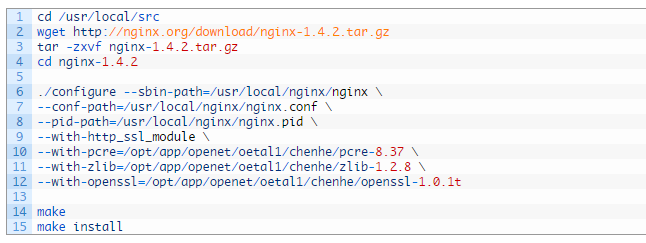 1 cd /usr/local/src
2 wget http://nginx.org/download/nginx-1.4.2.tar.gz
3 tar -zxvf nginx-1.4.2.tar.gz
4 cd nginx-1.4.2
5
6 ./configure --sbin-path=/usr/local/nginx/nginx \
7 --conf-path=/usr/local/nginx/nginx.conf \
8 --pid-path=/usr/local/nginx/nginx.pid \
9 --with-http_ssl_module \
10 --with-pcre=/opt/app/openet/oetal1/chenhe/pcre-8.37 \
11 --with-zlib=/opt/app/openet/oetal1/chenhe/zlib-1.2.8 \
12 --with-openssl=/opt/app/openet/oetal1/chenhe/openssl-1.0.1t
13
14 make
15 make install